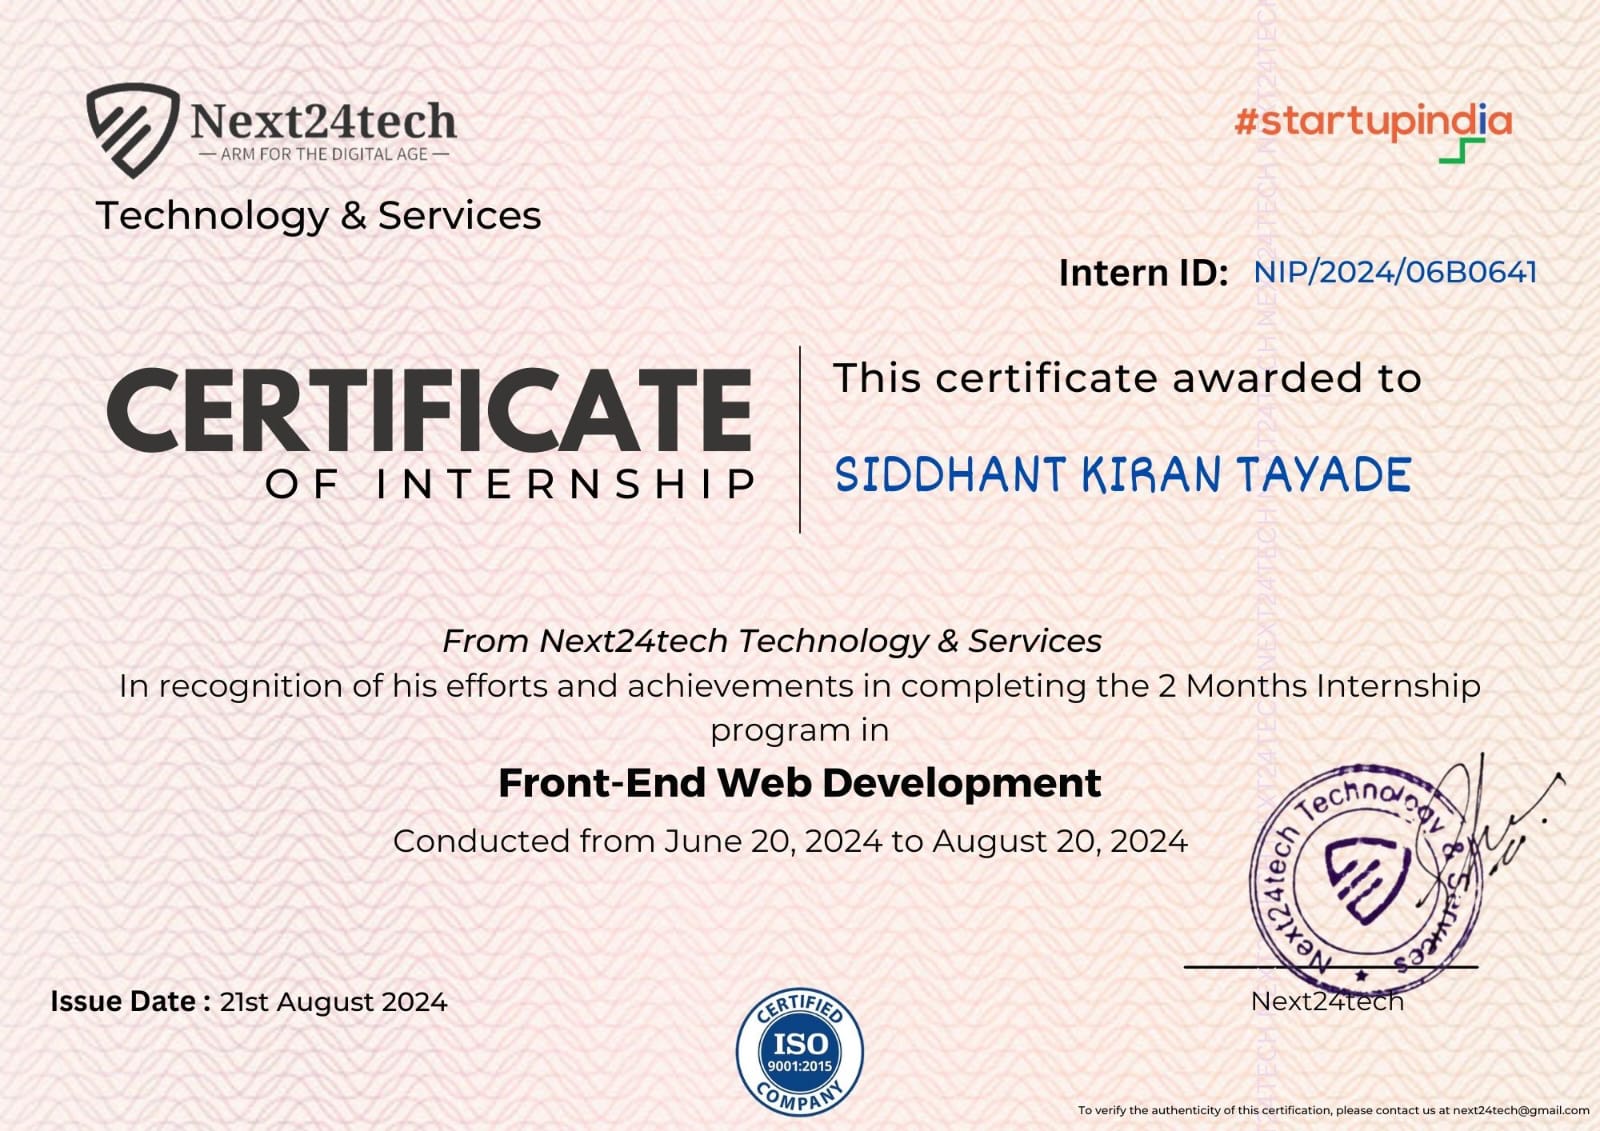 Next24tech
— ARM FOR THE DIGITAL AGE —
Technology & Services
#startupindia
Intern ID: NIP/2024/06B0641
CERTIFICATE
OF INTERNSHIP
This certificate awarded to
SIDDHANT KIRAN TAYADE
From Next24tech Technology & Services
In recognition of his efforts and achievements in completing the 2 Months Internship
program in
Front-End Web Development
Conducted from June 20, 2024 to August 20, 2024
Next24tech Technology & Services
Next24tech
Issue Date : 21st August 2024
CERTIFIED
ISO
9001:2015
COMPANY
To verify the authenticity of this certification, please contact us at next24tech@gmail.com